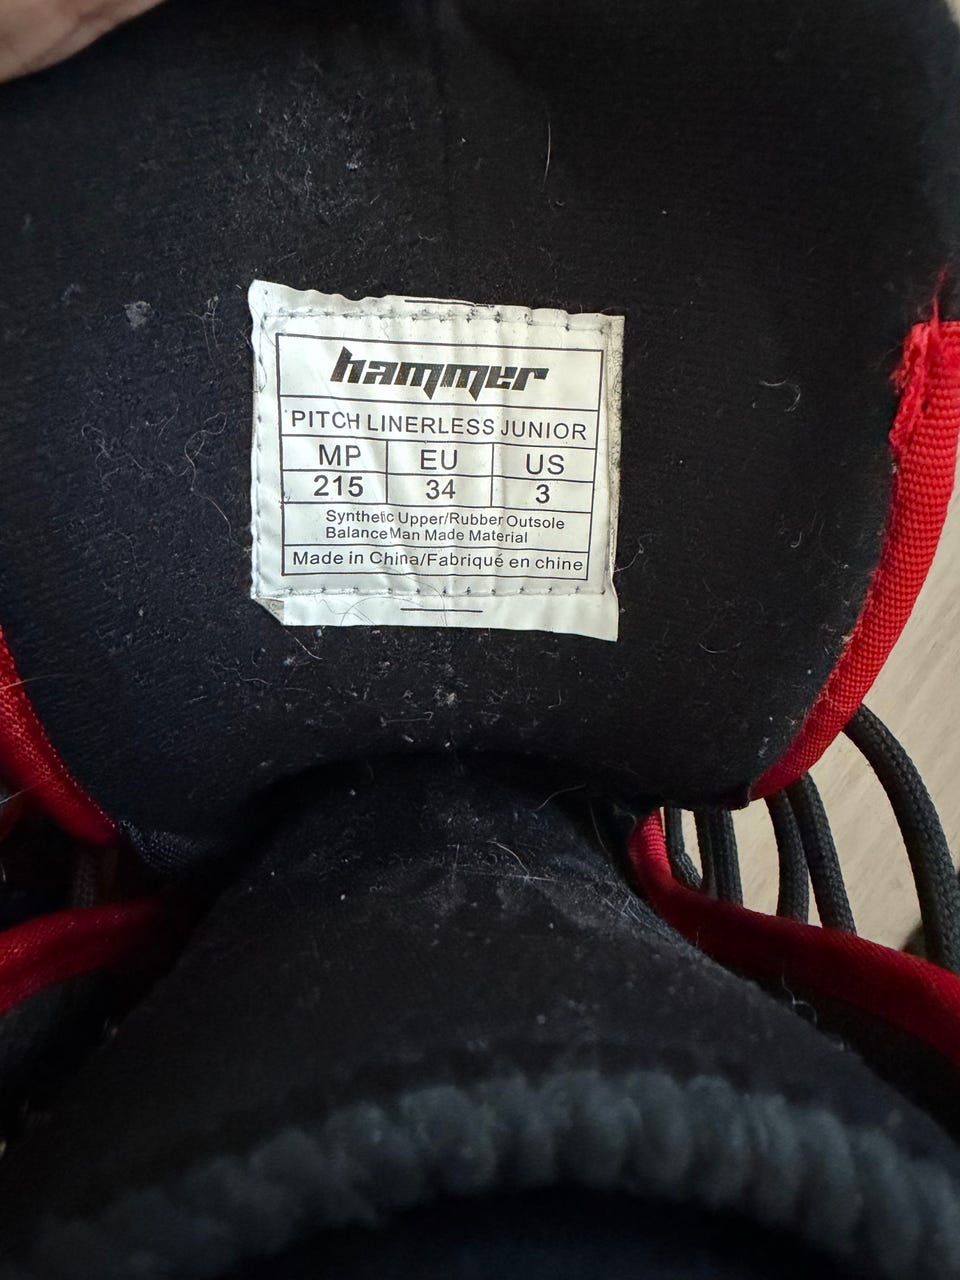 hammer
PITCH LINERLESS JUNIOR
MP EU US
215 34 3
Synthetic Upper/Rubber Outsole
Balance Man Made Material
Made in China/Fabriqué en chine